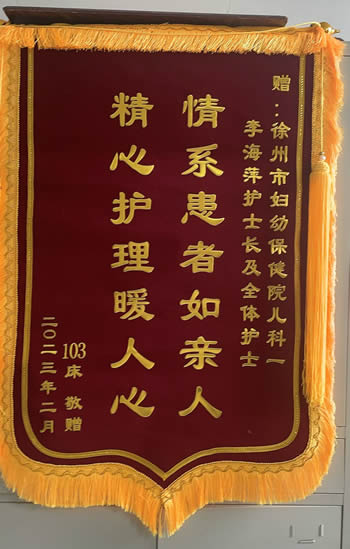 赠:徐州市妇幼保健院儿科一
李海萍护士长及全体护士
情系患者如亲人
精心护理暖人心
103床 敬赠
二〇二三年二月